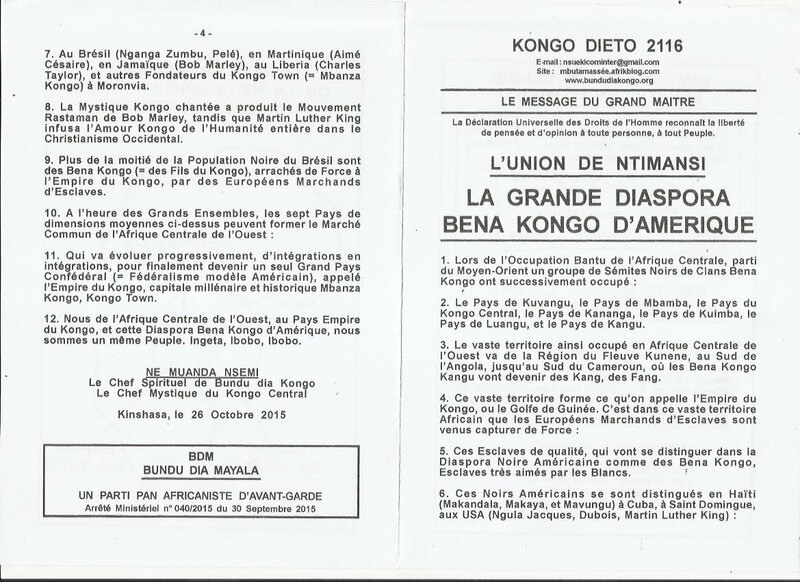 - 4 -
7. Au Brésil (Nganga Zumbu, Pelé), en Martinique (Aimé
Césaire), en Jamaïque (Bob Marley), au Liberia (Charles
Taylor), et autres Fondateurs du Kongo Town (= Mbanza
Kongo) à Moronvia.
8. La Mystique Kongo chantée a produit le Mouvement
Rastaman de Bob Marley, tandis que Martin Luther King
infusa l'Amour Kongo de l'Humanité entière dans le
Christianisme Occidental.
9. Plus de la moitié de la Population Noire du Brésil sont
des Bena Kongo (= des Fils du Kongo), arrachés de Force à
l'Empire du Kongo, par des Européens Marchands
d'Esclaves.
10. A l'heure des Grands Ensembles, les sept Pays de
dimensions moyennes ci-dessus peuvent former le Marché
Commun de l'Afrique Centrale de l'Ouest :
11. Qui va évoluer progressivement, d'intégrations en
intégrations, pour finalement devenir un seul Grand Pays
Confédéral (= Fédéralisme modèle Américain), appelé
l'Empire du Kongo, capitale millénaire et historique Mbanza
Kongo, Kongo Town.
12. Nous de l'Afrique Centrale de l'Ouest, au Pays Empire
du Kongo, et cette Diaspora Bena Kongo d'Amérique, nous
sommes un même Peuple. Ingeta, Ibobo, Ibobo.
NE MUANDA NSEMI
Le Chef Spirituel de Bundu dia Kongo
Le Chef Mystique du Kongo Central
Kinshasa, le 26 Octobre 2015
BDM
BUNDU DIA MAYALA
UN PARTI PAN AFRICANISTE D'AVANT-GARDE
Arrêté Ministériel n° 040/2015 du 30 Septembre 2015
KONGO DIETO 2116
E-mail : nsuekicominter@gmail.com
Site : mbutamassée.afrikblog.com
www.bundudiakongo.org
LE MESSAGE DU GRAND MAITRE
La Déclaration Universelle des Droits de l'Homme reconnaît la liberté
de pensée et d'opinion à toute personne, à tout Peuple.
L'UNION DE NTIMANSI
LA GRANDE DIASPORA
BENA KONGO D'AMERIQUE
1. Lors de l'Occupation Bantu de l'Afrique Centrale, parti
du Moyen-Orient un groupe de Sémites Noirs de Clans Bena
Kongo ont successivement occupé :
2. Le Pays de Kuvangu, le Pays de Mbamba, le Pays du
Kongo Central, le Pays de Kananga, le Pays de Kuimba, le
Pays de Luangu, et le Pays de Kangu.
3. Le vaste territoire ainsi occupé en Afrique Centrale de
l'Ouest va de la Région du Fleuve Kunene, au Sud de
l'Angola, jusqu'au Sud du Cameroun, où les Bena Kongo
Kangu vont devenir des Kang, des Fang.
4. Ce vaste territoire forme ce qu'on appelle l'Empire du
Kongo, ou le Golfe de Guinée. C'est dans ce vaste territoire
Africain que les Européens Marchands d'Esclaves sont
venus capturer de Force :
5. Ces Esclaves de qualité, qui vont se distinguer dans la
Diaspora Noire Américaine comme des Bena Kongo,
Esclaves très aimés par les Blancs.
6. Ces Noirs Américains se sont distingués en Haïti
(Makandala, Makaya, et Mavungu) à Cuba, à Saint Domingue,
aux USA (Ngula Jacques, Dubois, Martin Luther King) :